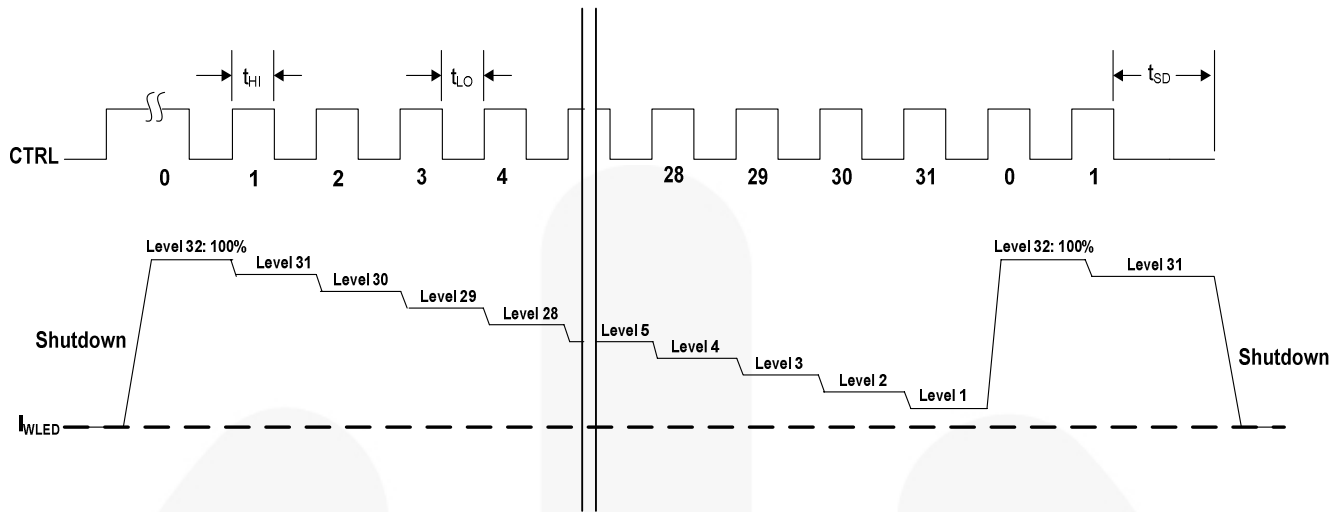 tHI
tLO
tSD
CTRL
0 1 2 3 4 28 29 30 31 0 1
Level 32: 100%
Level 31
Level 30
Level 29
Level 28
Level 5
Level 4
Level 3
Level 2
Level 1
Level 32: 100%
Level 31
Shutdown
Shutdown
IWLED